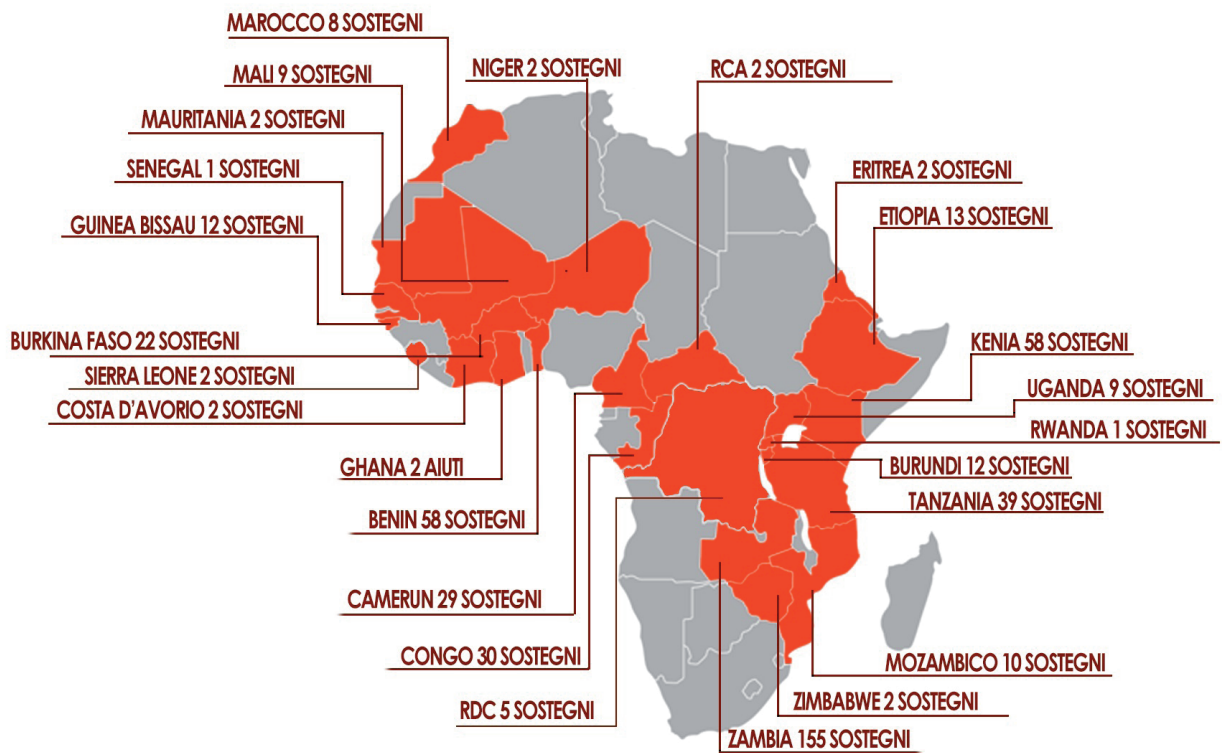 MAROCCO 8 SOSTEGNI
MALI 9 SOSTEGNI
NIGER 2 SOSTEGNI
RCA 2 SOSTEGNI
MAURITANIA 2 SOSTEGNI
SENEGAL 1 SOSTEGNI
ERITREA 2 SOSTEGNI
GUINEA BISSAU 12 SOSTEGNI
ETIOPIA 13 SOSTEGNI
BURKINA FASO 22 SOSTEGNI
KENIA 58 SOSTEGNI
SIERRA LEONE 2 SOSTEGNI
UGANDA 9 SOSTEGNI
COSTA D'AVORIO 2 SOSTEGNI
RWANDA 1 SOSTEGNI
GHANA 2 AIUTI
BURUNDI 12 SOSTEGNI
TANZANIA 39 SOSTEGNI
BENIN 58 SOSTEGNI
CAMERUN 29 SOSTEGNI
CONGO 30 SOSTEGNI
MOZAMBICO 10 SOSTEGNI
RDC 5 SOSTEGNI
ZIMBABWE 2 SOSTEGNI
ZAMBIA 155 SOSTEGNI